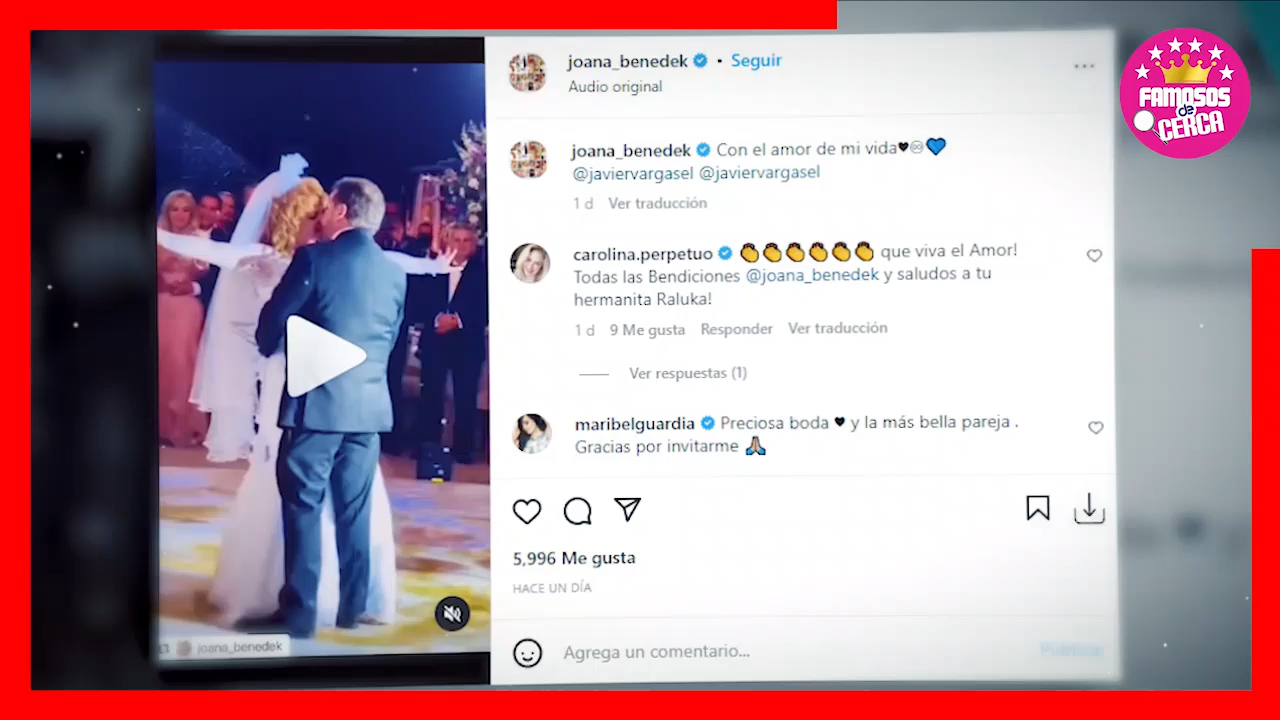 FAMOSOS
de
CERCA
joana_benedek • Seguir
Audio original
joana_benedek Con el amor de mi vida♥♾💙
@javiervargasel @javiervargasel
1 d Ver traducción
carolina.perpetuo 👏👏👏👏👏👏 que viva el Amor!
Todas las Bendiciones @joana_benedek y saludos a tu
hermanita Raluka!
1 d 9 Me gusta Responder Ver traducción
Ver respuestas (1)
maribelguardia Preciosa boda ♥ y la más bella pareja .
Gracias por invitarme 🙏
5,996 Me gusta
HACE UN DÍA
joana_benedek
Agrega un comentario...
Publicar